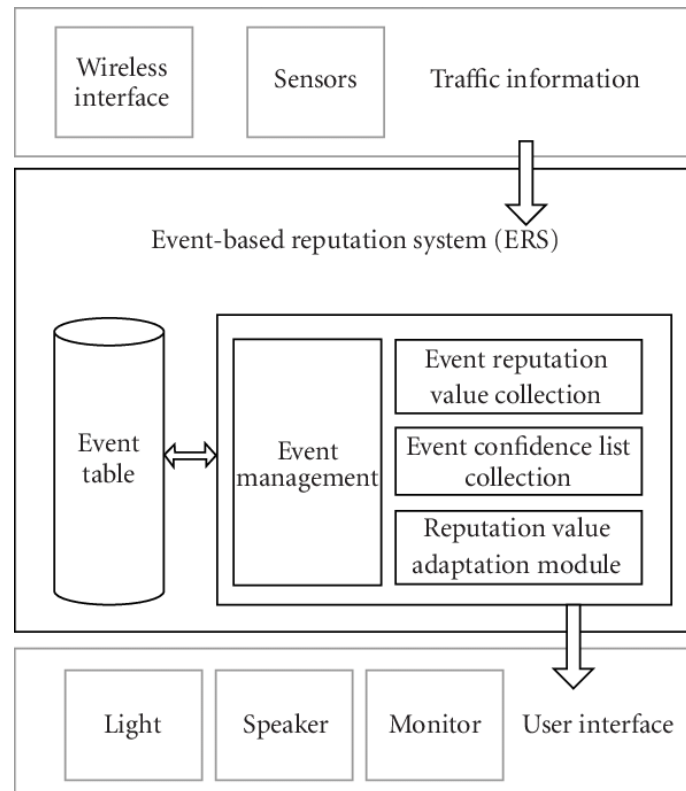 Wireless
interface
Sensors
Traffic information
Event-based reputation system (ERS)
Event
table
Event
management
Event reputation
value collection
Event confidence list
collection
Reputation value
adaptation module
Light
Speaker
Monitor
User interface